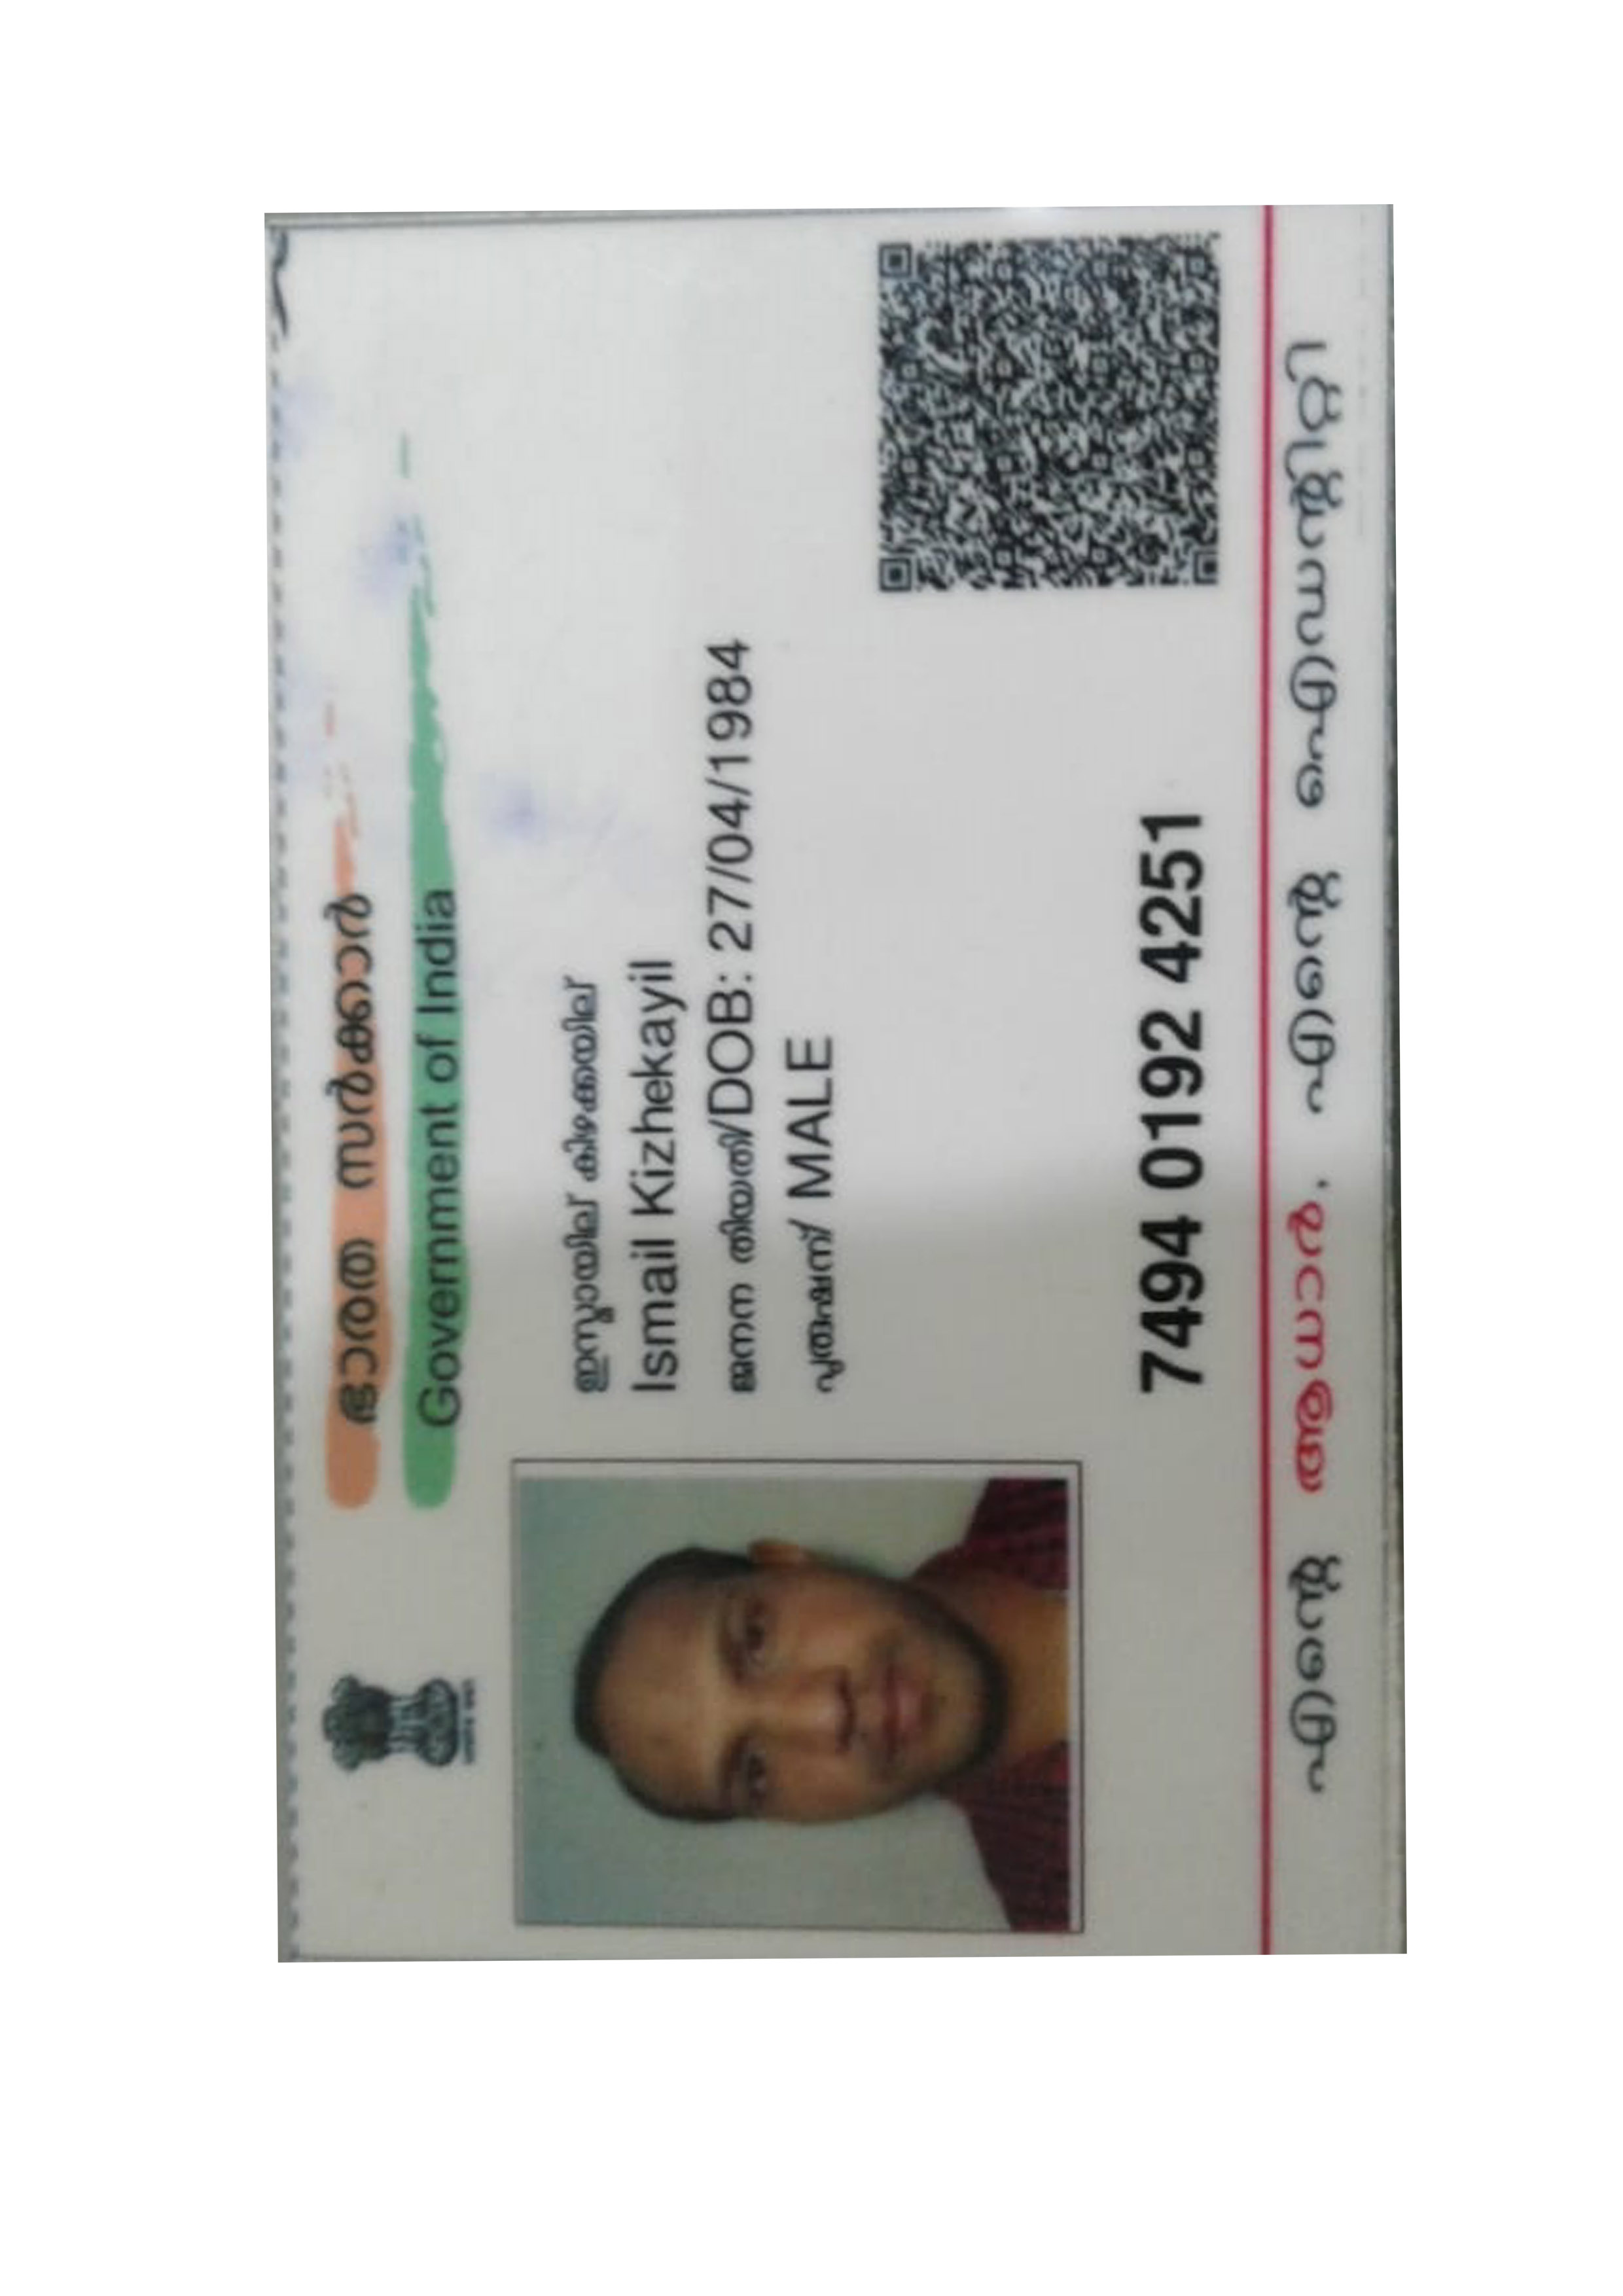 ഭാരത സർക്കാർ
Government of India
ഇസ്മായില് കിഴക്കയില്
Ismail Kizhekayil
ജനന തിയതി/DOB: 27/04/1984
പുരുഷന്/ MALE
7494 0192 4251
എന്റെ ആധാർ, എന്റെ ഐഡന്റിറ്റി